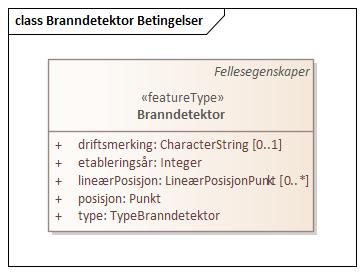 class Branndetektor Betingelser
Fellesegenskaper
«featureType»
Branndetektor
+ driftsmerking: CharacterString [0..1]
+ etableringsår: Integer
+ lineærPosisjon: LineærPosisjonPunkt [0..*]
+ posisjon: Punkt
+ type: TypeBranndetektor